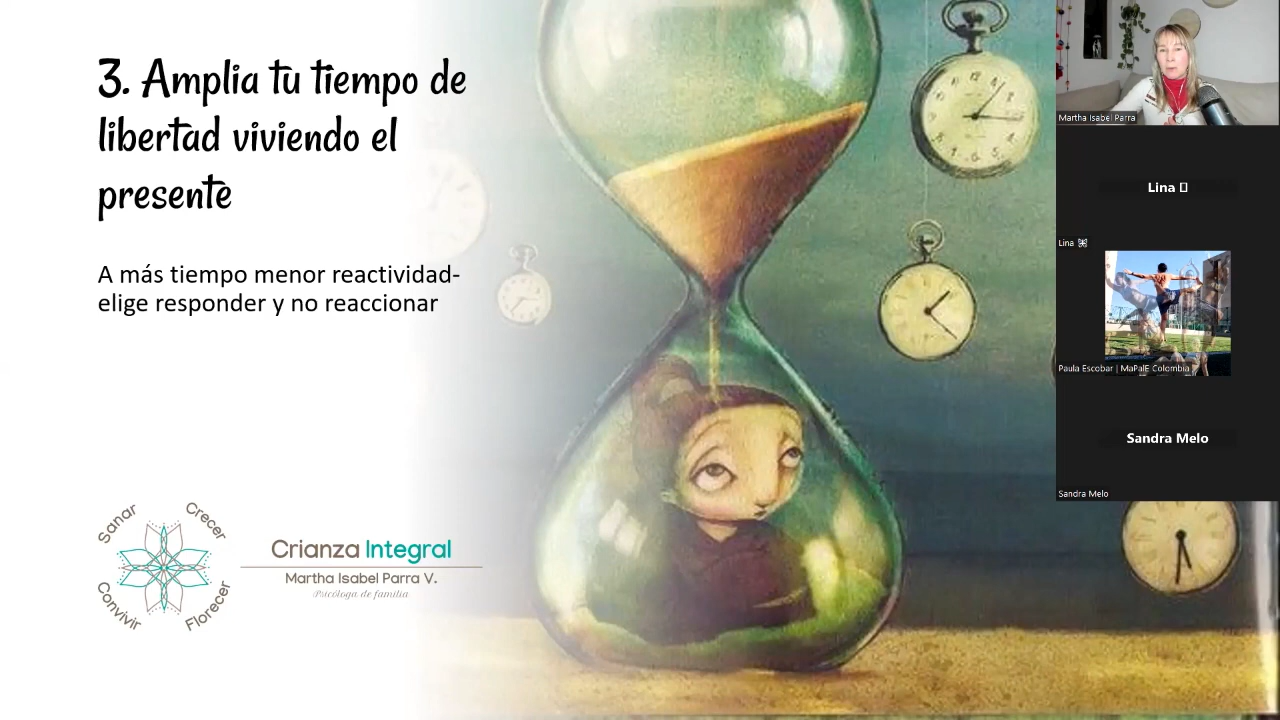 3. Amplia tu tiempo de
libertad viviendo el
presente
A más tiempo menor reactividad-
elige responder y no reaccionar
Sanar
Crecer
Convivir
Florecer
Crianza Integral
Martha Isabel Parra V.
Psicóloga de familia
Martha Isabel Parra
Lina
Lina
Paula Escobar | MaPalE Colombia
Sandra Melo
Sandra Melo